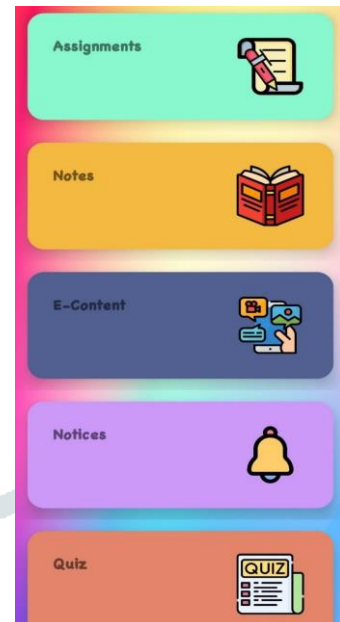 Assignments
Notes
E-Content
Notices
Quiz
QUIZ